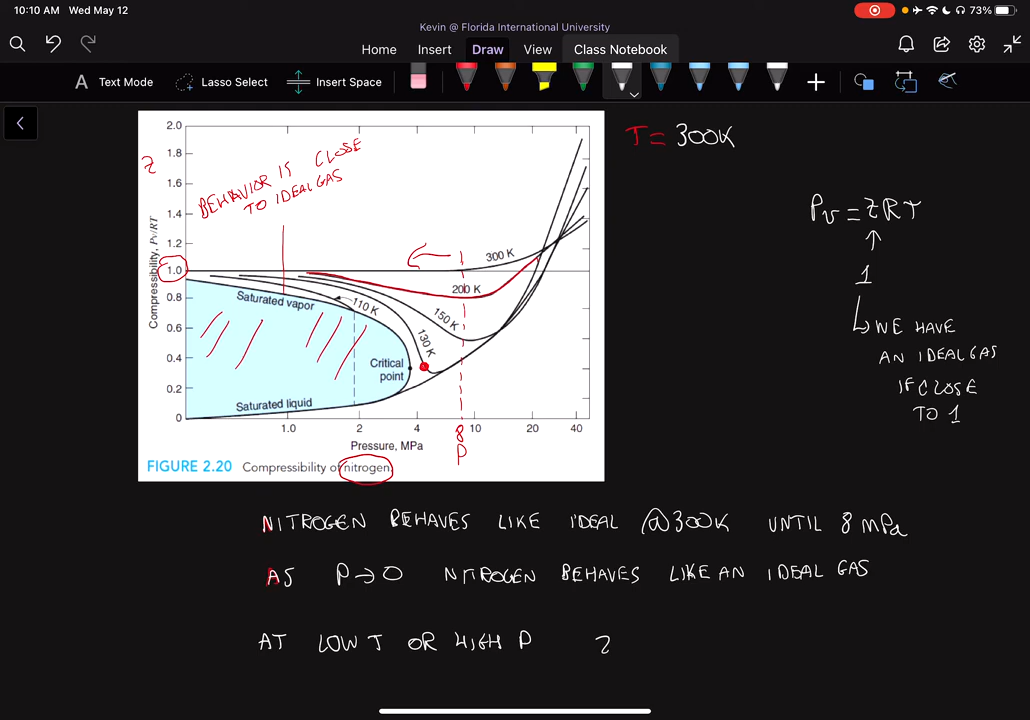 10:10 AM Wed May 12
73%
Kevin @ Florida International University
Home Insert Draw View Class Notebook
Text Mode Lasso Select Insert Space
Z
BEHAVIOR IS CLOSE
TO IDEAL GAS
Compressibility, Pv/RT
2.0
1.8
1.6
1.4
1.2
1.0
0.8
0.6
0.4
0.2
0
300 K
200 K
150 K
130 K
110 K
Saturated vapor
Critical
point
Saturated liquid
1.0 2 4 10 20 40
8
P
Pressure, MPa
FIGURE 2.20 Compressibility of nitrogen.
T = 300K
Pv = ZRT
1
WE HAVE
AN IDEAL GAS
IF CLOSE
TO 1
NITROGEN BEHAVES LIKE IDEAL @ 300K UNTIL 8 MPa
AS P→0 NITROGEN BEHAVES LIKE AN IDEAL GAS
AT LOW T OR HIGH P Z